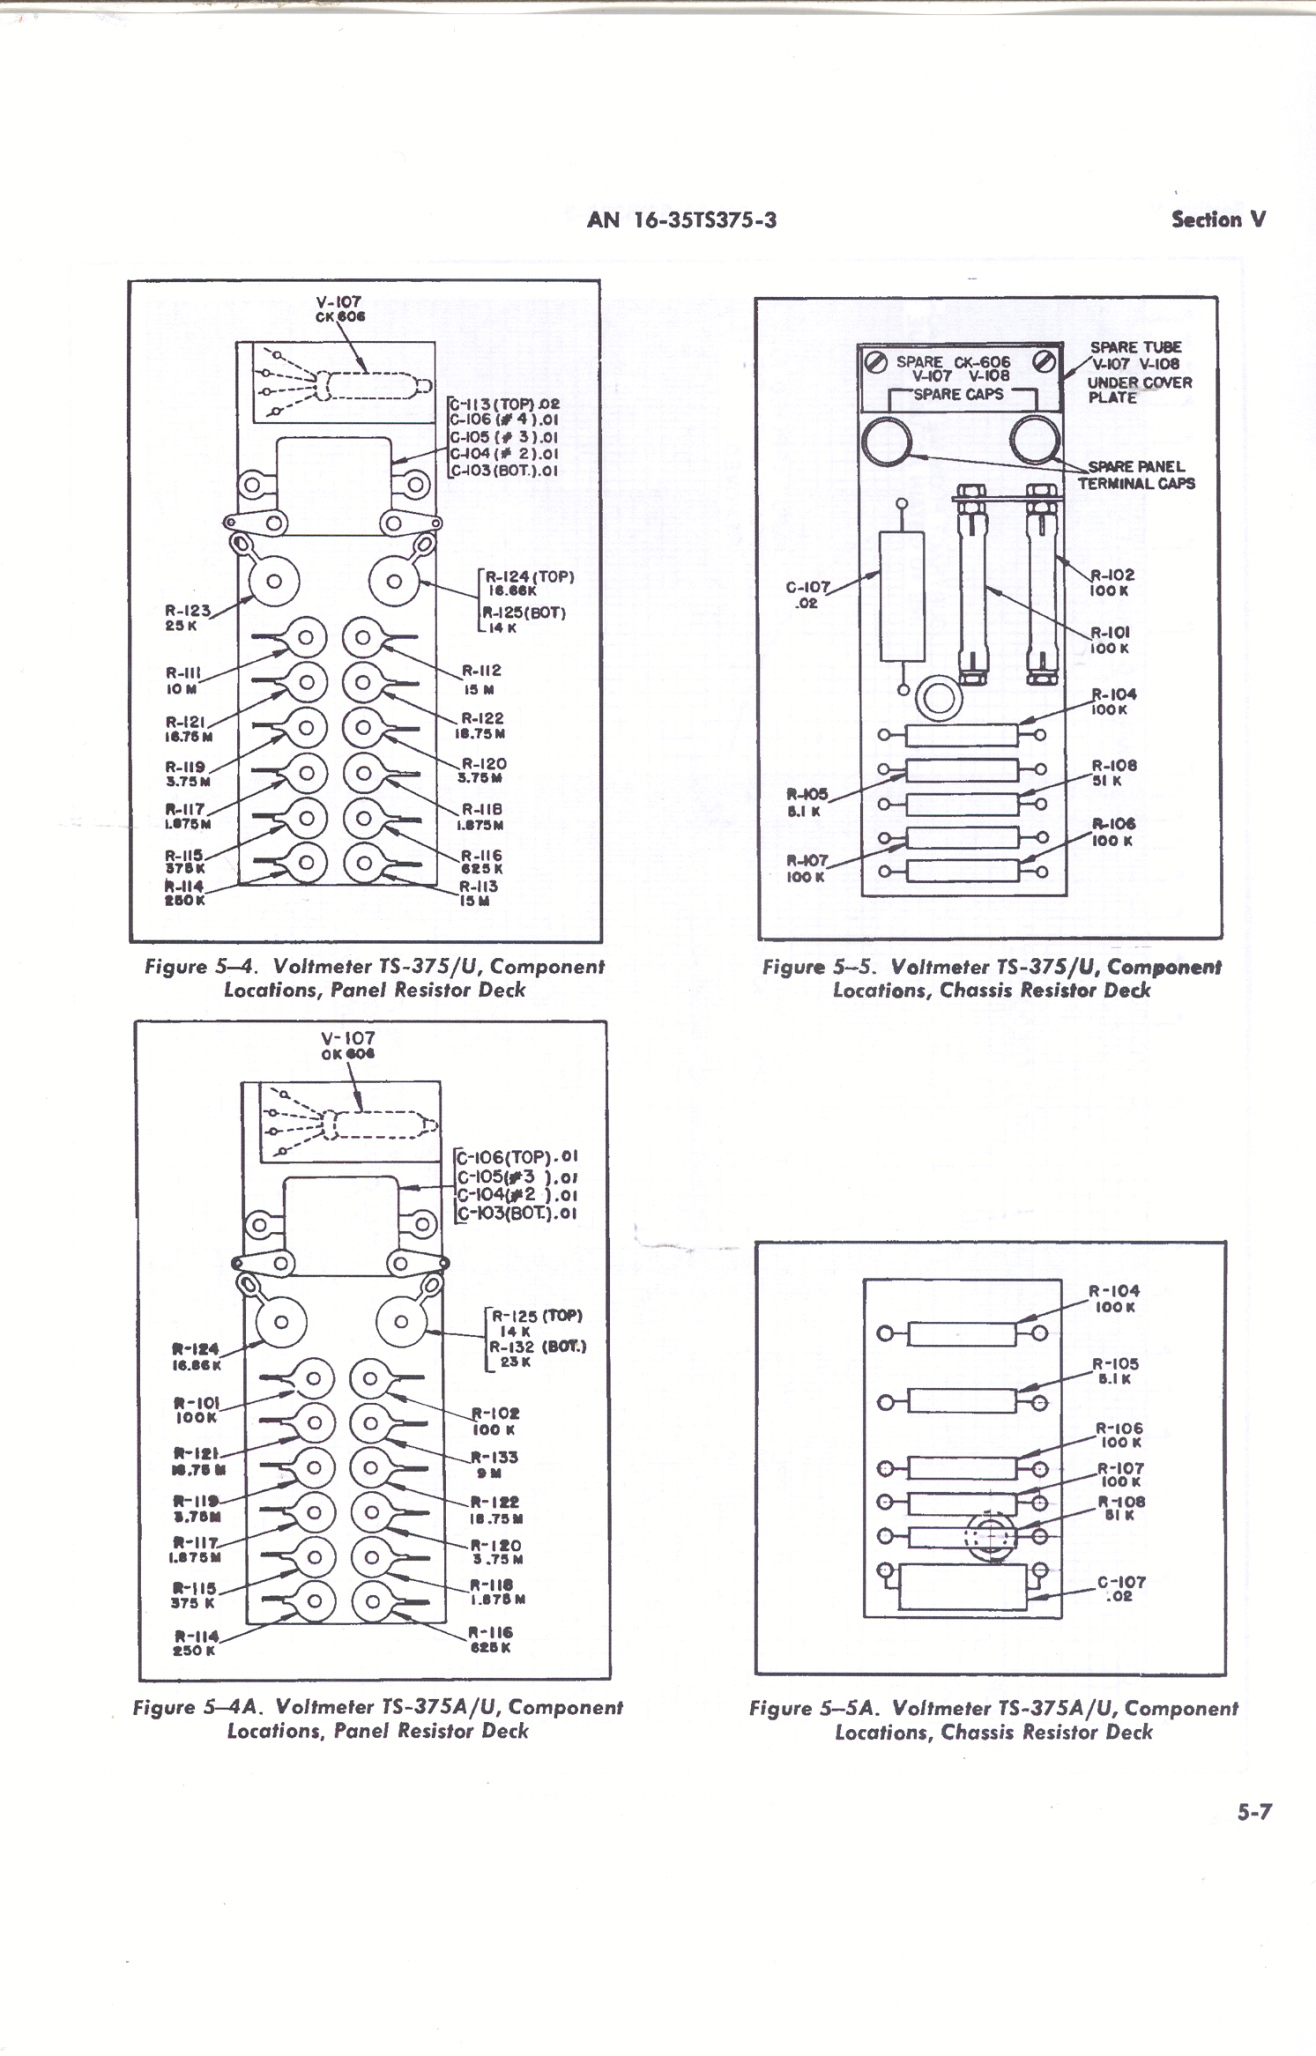 AN 16-35TS375-3
Section V
V-107
CK 606
C-113(TOP).02
C-106(# 4).01
C-105(# 3).01
C-104(# 2).01
C-103(BOT.).01
R-124(TOP)
16.66K
R-125(BOT)
14 K
R-123
25 K
R-111
10 M
R-112
15 M
R-121
16.75 M
R-122
16.75 M
R-119
3.75 M
R-120
3.75 M
R-117
1.875 M
R-118
1.875 M
R-115
375 K
R-116
625 K
R-114
250 K
R-113
15 M
Figure 5–4. Voltmeter TS-375/U, Component
Locations, Panel Resistor Deck
SPARE CK-606
V-107 V-108
SPARE CAPS
SPARE TUBE
V-107 V-108
UNDER COVER
PLATE
SPARE PANEL
TERMINAL CAPS
C-107
.02
R-102
100 K
R-101
100 K
R-104
100 K
R-108
51 K
R-105
5.1 K
R-106
100 K
R-107
100 K
Figure 5–5. Voltmeter TS-375/U, Component
Locations, Chassis Resistor Deck
V-107
CK 606
C-106(TOP).01
C-105(#3 ).01
C-104(#2 ).01
C-103(BOT.).01
R-125 (TOP)
14 K
R-132 (BOT.)
23 K
R-124
16.66 K
R-101
100K
R-102
100 K
R-121
16.75 M
R-133
9 M
R-119
3.75M
R-122
16.75 M
R-117
1.875 M
R-120
3.75 M
R-115
375 K
R-118
1.875 M
R-114
250 K
R-116
625 K
Figure 5–4A. Voltmeter TS-375A/U, Component
Locations, Panel Resistor Deck
R-104
100 K
R-105
5.1 K
R-106
100 K
R-107
100 K
R-108
51 K
C-107
.02
Figure 5–5A. Voltmeter TS-375A/U, Component
Locations, Chassis Resistor Deck
5-7